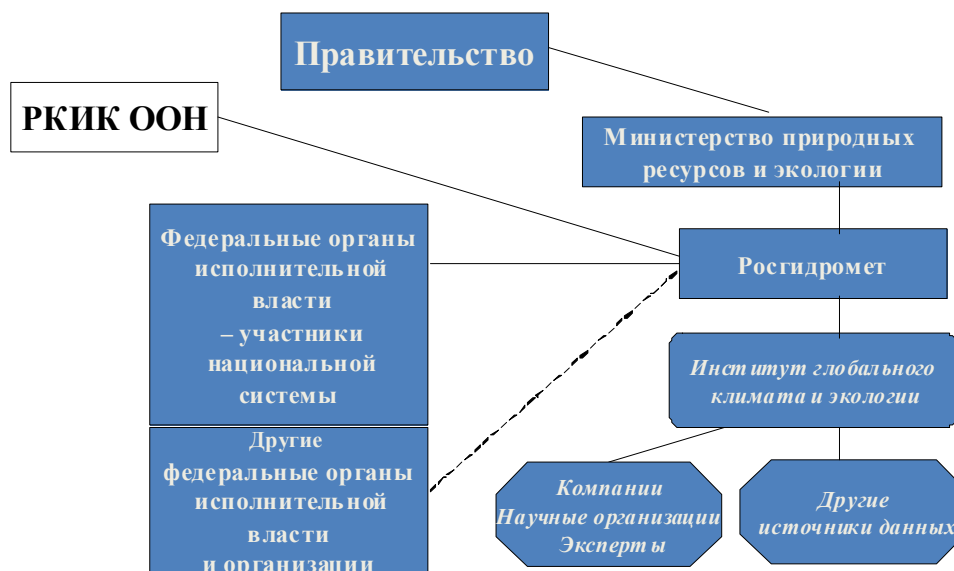 Правительство
РКИК ООН
Министерство природных
ресурсов и экологии
Федеральные органы
исполнительной
власти
– участники
национальной
системы
Росгидромет
Институт глобального
климата и экологии
Другие
федеральные органы
исполнительной
власти
и организации
Компании
Научные организации
Эксперты
Другие
источники данных